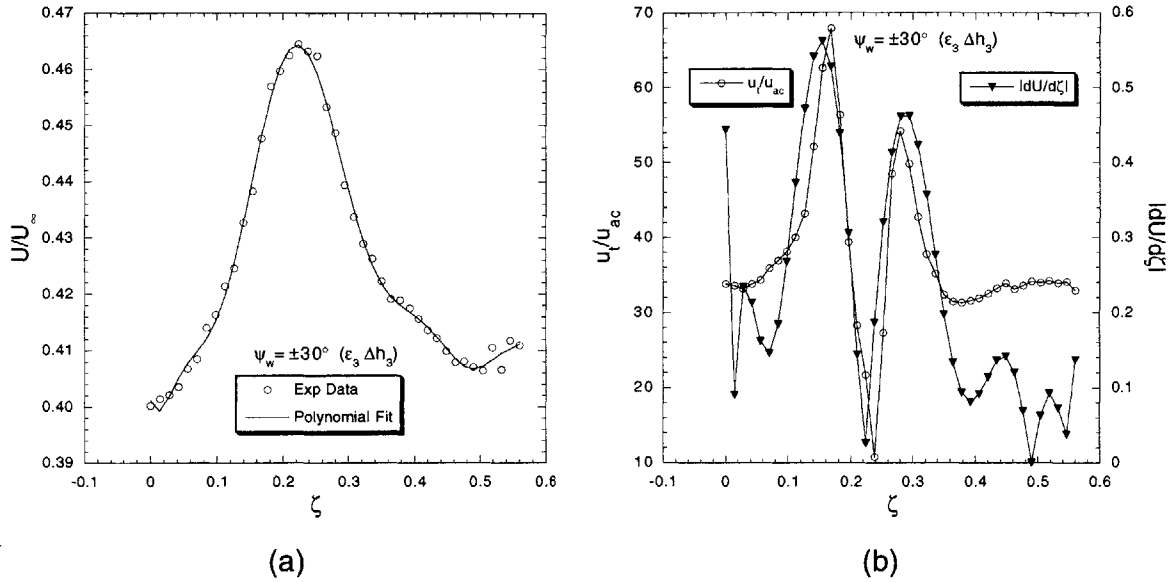 0.47
0.46
0.45
0.44
0.43
0.42
0.41
0.40
0.39
U/U∞
-0.1 0 0.1 0.2 0.3 0.4 0.5 0.6
ζ
ψw = ±30° (ε3 Δh3)
Exp Data
Polynomial Fit
(a)
70
60
50
40
30
20
10
ut/uac
-0.1 0 0.1 0.2 0.3 0.4 0.5 0.6
ζ
ψw = ±30° (ε3 Δh3)
ut/uac
|dU/dζ|
0.6
0.5
0.4
0.3
0.2
0.1
0
|dU/dζ|
(b)